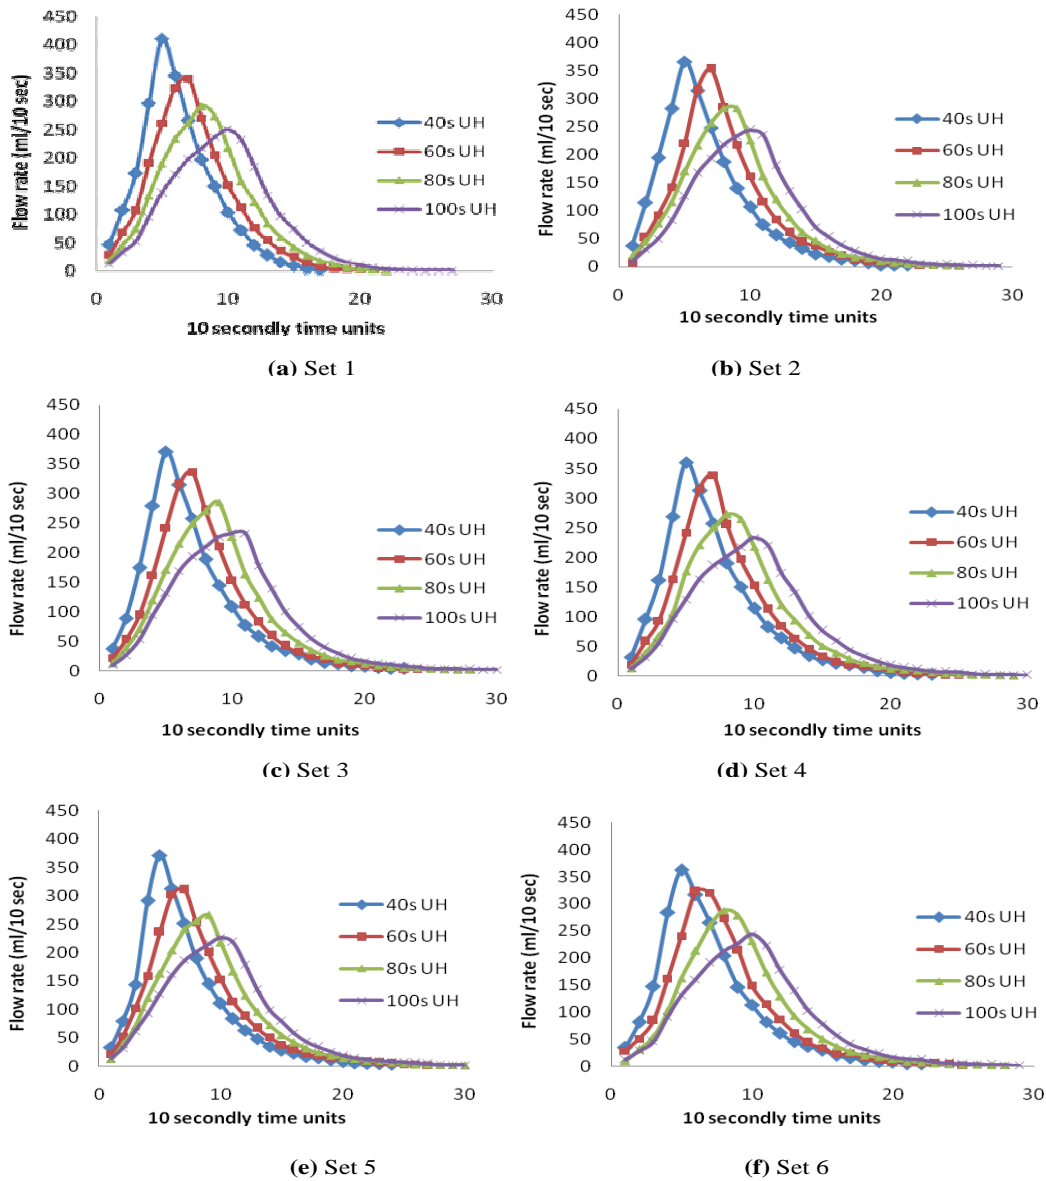 450
400
350
300
250
200
150
100
50
0
Flow rate (ml/10 sec)
40s UH
60s UH
80s UH
100s UH
0 10 20 30
10 secondly time units
(a) Set 1
450
400
350
300
250
200
150
100
50
0
Flow rate (ml/10 sec)
40s UH
60s UH
80s UH
100s UH
0 10 20 30
10 secondly time units
(b) Set 2
450
400
350
300
250
200
150
100
50
0
Flow rate (ml/10 sec)
40s UH
60s UH
80s UH
100s UH
0 10 20 30
10 secondly time units
(c) Set 3
450
400
350
300
250
200
150
100
50
0
Flow rate (ml/10 sec)
40s UH
60s UH
80s UH
100s UH
0 10 20 30
10 secondly time units
(d) Set 4
450
400
350
300
250
200
150
100
50
0
Flow rate (ml/10 sec)
40s UH
60s UH
80s UH
100s UH
0 10 20 30
10 secondly time units
(e) Set 5
450
400
350
300
250
200
150
100
50
0
Flow rate (ml/10 sec)
40s UH
60s UH
80s UH
100s UH
0 10 20 30
10 secondly time units
(f) Set 6